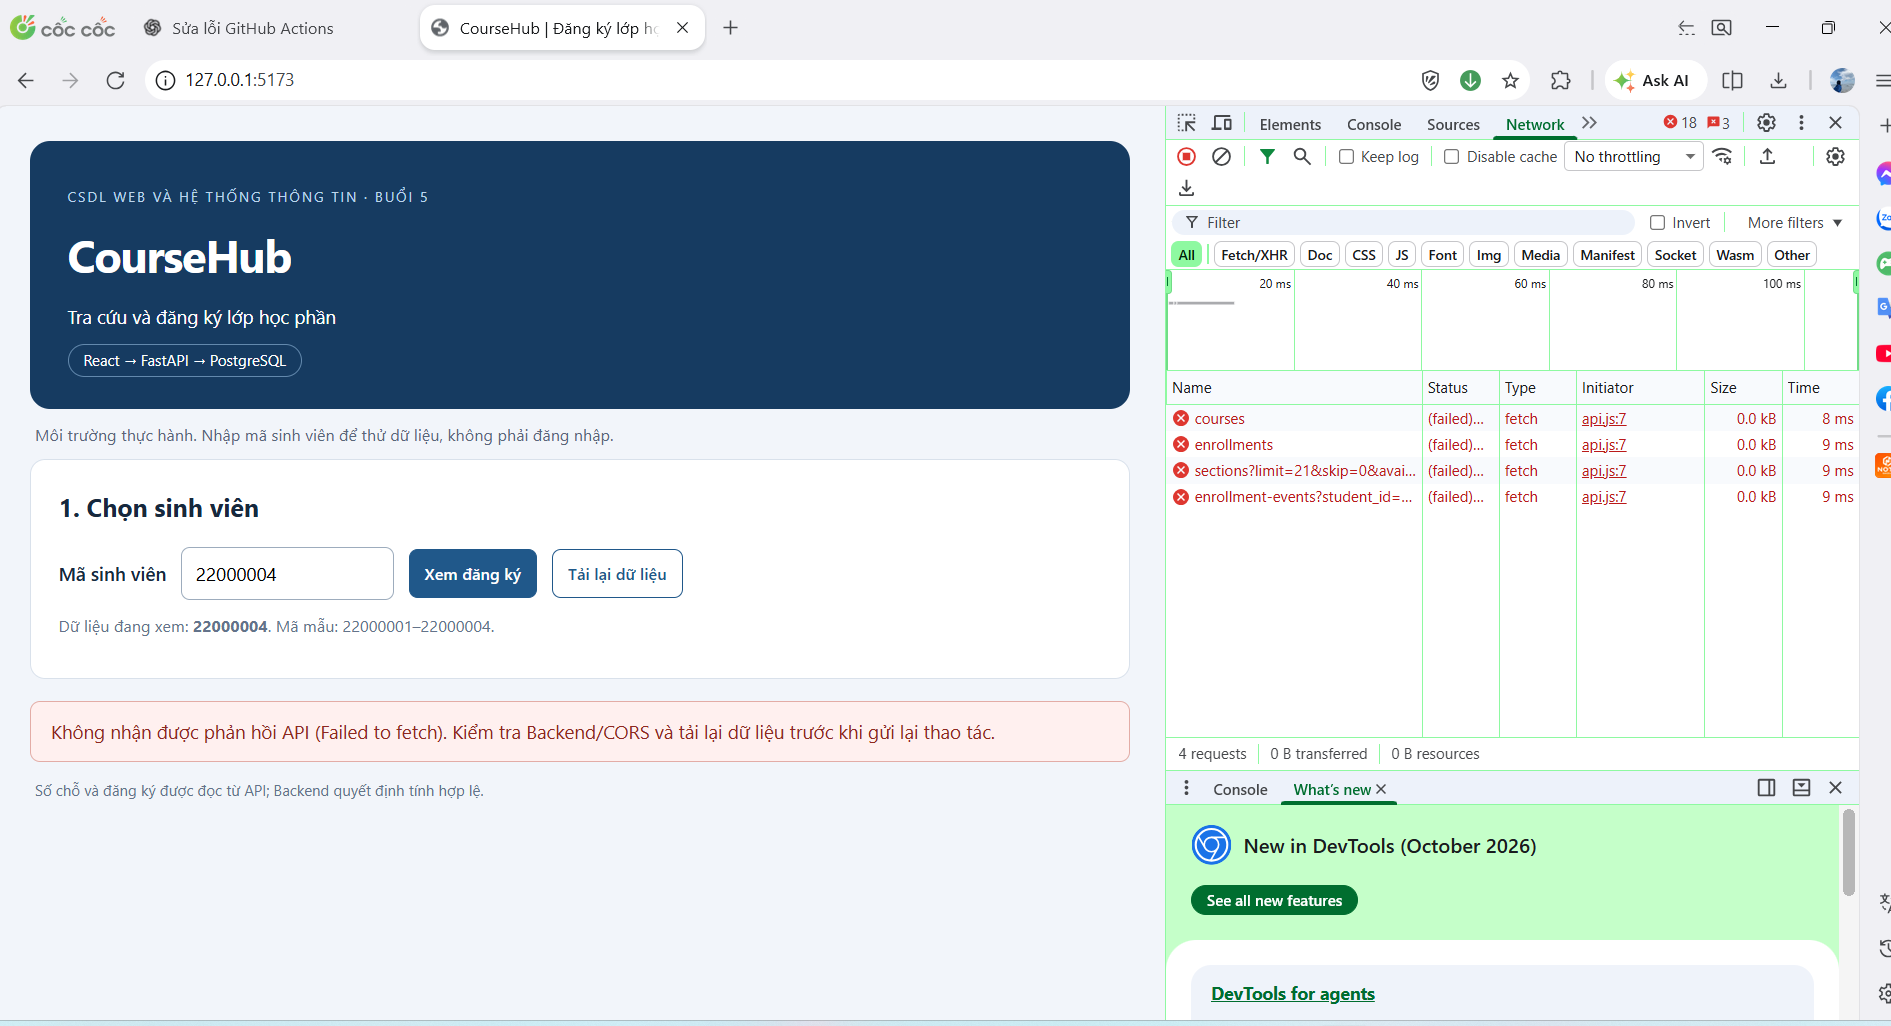 cốc cốc
Sửa lỗi GitHub Actions
CourseHub | Đăng ký lớp họ
127.0.0.1:5173
Ask AI
CSDL WEB VÀ HỆ THỐNG THÔNG TIN · BUỔI 5
CourseHub
Tra cứu và đăng ký lớp học phần
React → FastAPI → PostgreSQL
Môi trường thực hành. Nhập mã sinh viên để thử dữ liệu, không phải đăng nhập.
1. Chọn sinh viên
Mã sinh viên 22000004 Xem đăng ký Tải lại dữ liệu
Dữ liệu đang xem: 22000004. Mã mẫu: 22000001–22000004.
Không nhận được phản hồi API (Failed to fetch). Kiểm tra Backend/CORS và tải lại dữ liệu trước khi gửi lại thao tác.
Số chỗ và đăng ký được đọc từ API; Backend quyết định tính hợp lệ.
Elements Console Sources Network 18 3
Keep log Disable cache No throttling
Filter Invert More filters
All Fetch/XHR Doc CSS JS Font Img Media Manifest Socket Wasm Other
20 ms 40 ms 60 ms 80 ms 100 ms
Name Status Type Initiator Size Time
courses (failed)... fetch api.js:7 0.0 kB 8 ms
enrollments (failed)... fetch api.js:7 0.0 kB 9 ms
sections?limit=21&skip=0&avai... (failed)... fetch api.js:7 0.0 kB 9 ms
enrollment-events?student_id=... (failed)... fetch api.js:7 0.0 kB 9 ms
4 requests 0 B transferred 0 B resources
Console What's new
New in DevTools (October 2026)
See all new features
DevTools for agents